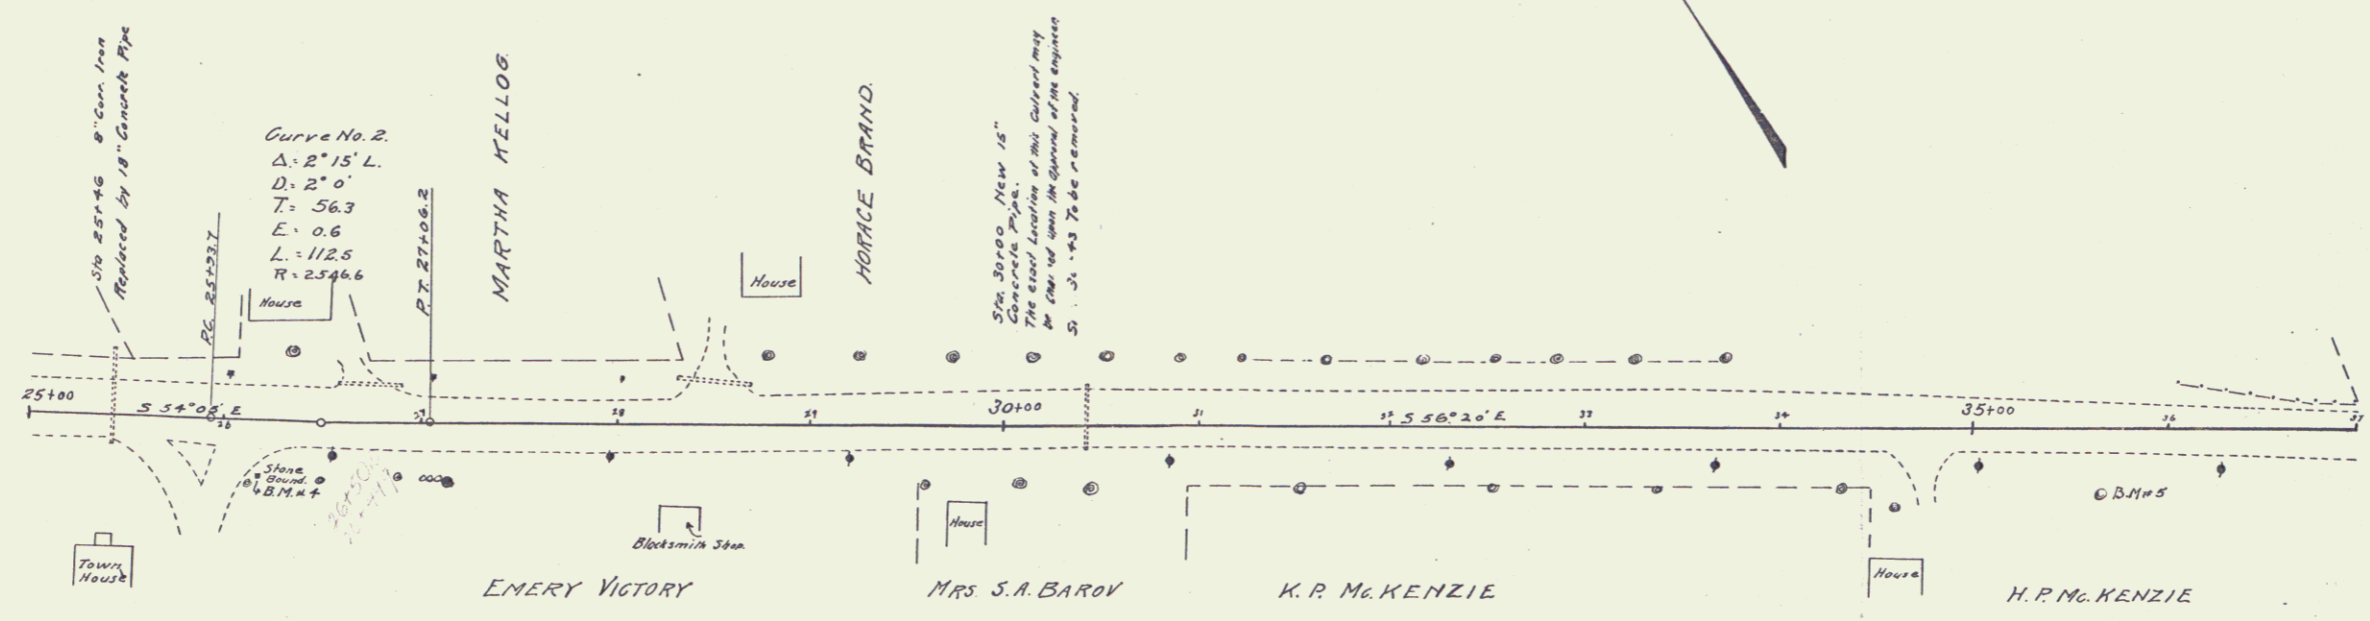 Sta 25+46 8" Corr. Iron
Replaced by 18" Concrete Pipe
P.C. 25+93.7
Curve No. 2.
Δ = 2° 15' L.
D. = 2° 0'
T. = 56.3
E. = 0.6
L. = 112.5
R = 2546.6
House
P.T. 27+06.2
MARTHA KELLOG.
House
HORACE BRAND.
Sta. 30+00 New 15"
Concrete Pipe.
The exact Location of this Culvert may
be upon the approval of the engineer
To be removed.
25+00
S 54° 05' E
26
27
28
29
30+00
31
32
S 56° 20' E
33
34
35+00
36
37
Stone
Bound.
B.M. # 4
B.M # 5
Town
House
Blacksmith Shop.
House
House
EMERY VICTORY
MRS. S.A. BAROV
K. P. MC. KENZIE
H. P. MC. KENZIE